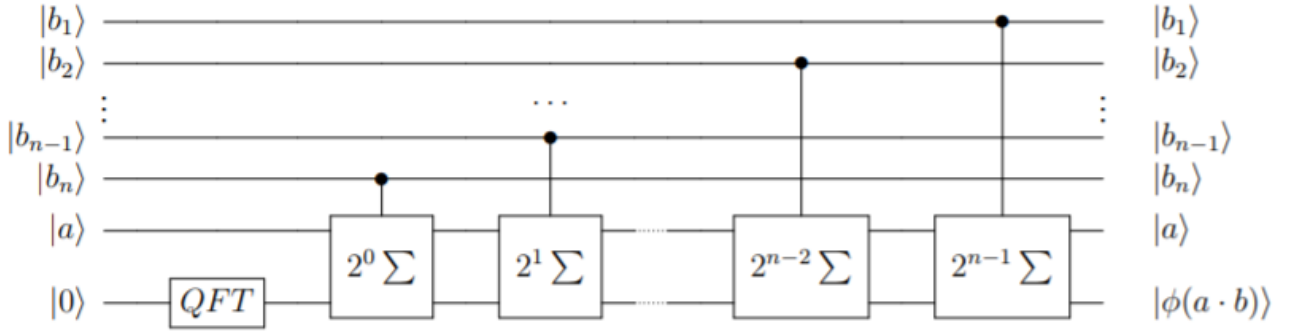 |b₁⟩ |b₁⟩
|b₂⟩ |b₂⟩
⋮ ··· ⋮
|bₙ₋₁⟩ |bₙ₋₁⟩
|bₙ⟩ |bₙ⟩
|a⟩ |a⟩
2⁰ ∑ 2¹ ∑ 2ⁿ⁻² ∑ 2ⁿ⁻¹ ∑
|0⟩ QFT |ϕ(a · b)⟩